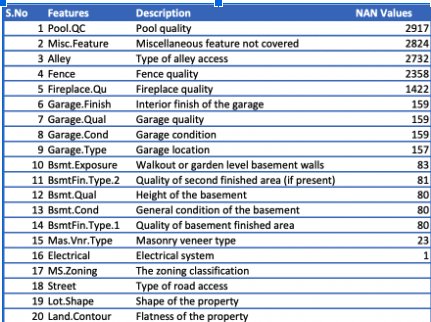 S.No Features Description NAN Values
1 Pool.QC Pool quality 2917
2 Misc.Feature Miscellaneous feature not covered 2824
3 Alley Type of alley access 2732
4 Fence Fence quality 2358
5 Fireplace.Qu Fireplace quality 1422
6 Garage.Finish Interior finish of the garage 159
7 Garage.Qual Garage quality 159
8 Garage.Cond Garage condition 159
9 Garage.Type Garage location 157
10 Bsmt.Exposure Walkout or garden level basement walls 83
11 BsmtFin.Type.2 Quality of second finished area (if present) 81
12 Bsmt.Qual Height of the basement 80
13 Bsmt.Cond General condition of the basement 80
14 BsmtFin.Type.1 Quality of basement finished area 80
15 Mas.Vnr.Type Masonry veneer type 23
16 Electrical Electrical system 1
17 MS.Zoning The zoning classification
18 Street Type of road access
19 Lot.Shape Shape of the property
20 Land.Contour Flatness of the property